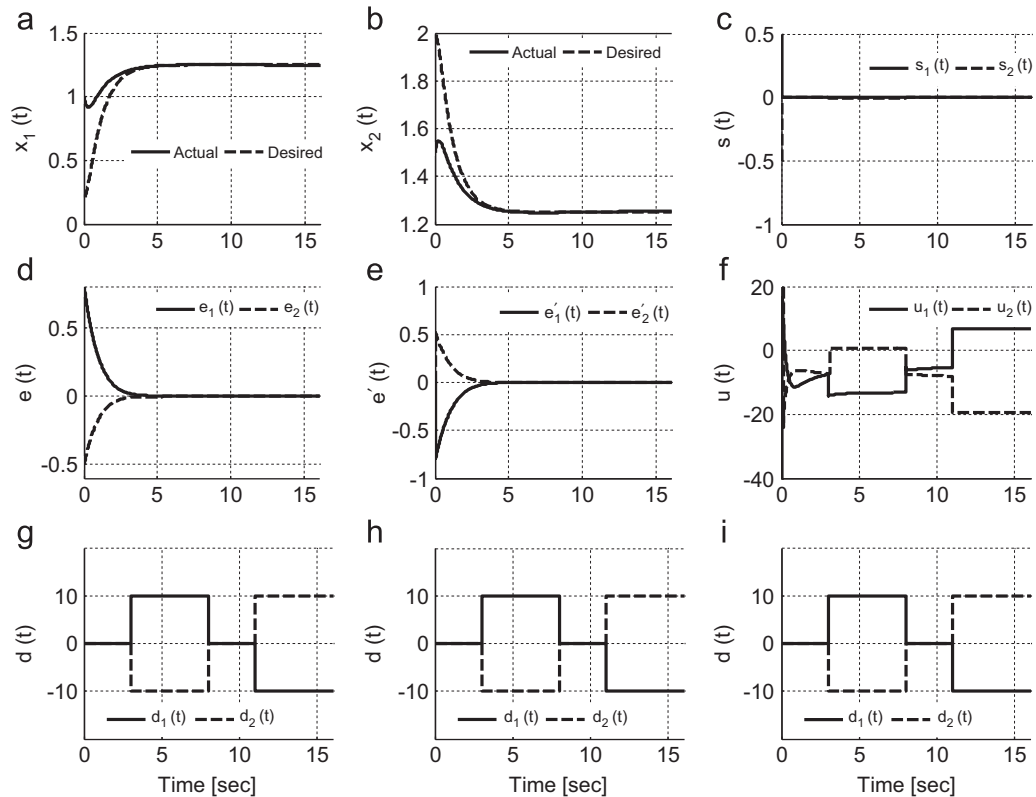 a
1.5
1
0.5
0
x1 (t)
Actual Desired
0 5 10 15
b
2
1.8
1.6
1.4
1.2
x2 (t)
Actual Desired
0 5 10 15
c
0.5
0
-0.5
-1
s (t)
s1 (t) s2 (t)
0 5 10 15
d
0.5
0
-0.5
e (t)
e1 (t) e2 (t)
0 5 10 15
e
1
0.5
0
-0.5
-1
e′ (t)
e′1 (t) e′2 (t)
0 5 10 15
f
20
0
-20
-40
u (t)
u1 (t) u2 (t)
0 5 10 15
g
10
0
-10
d (t)
d1 (t) d2 (t)
0 5 10 15
Time [sec]
h
10
0
-10
d (t)
d1 (t) d2 (t)
0 5 10 15
Time [sec]
i
10
0
-10
d (t)
d1 (t) d2 (t)
0 5 10 15
Time [sec]